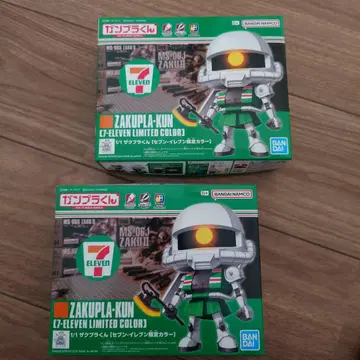 ガンプラくん
BANDAI NAMCO
MS-06J
ZAKUII
7
ELEVEN
ZAKUPLA-KUN
[7-ELEVEN LIMITED COLOR]
1/1 ザクプラくん [セブン-イレブン限定カラー]
BAN
DAI
ガンプラくん
BANDAI NAMCO
MS-06J
ZAKUII
7
ELEVEN
ZAKUPLA-KUN
[7-ELEVEN LIMITED COLOR]
1/1 ザクプラくん [セブン-イレブン限定カラー]
BAN
DAI